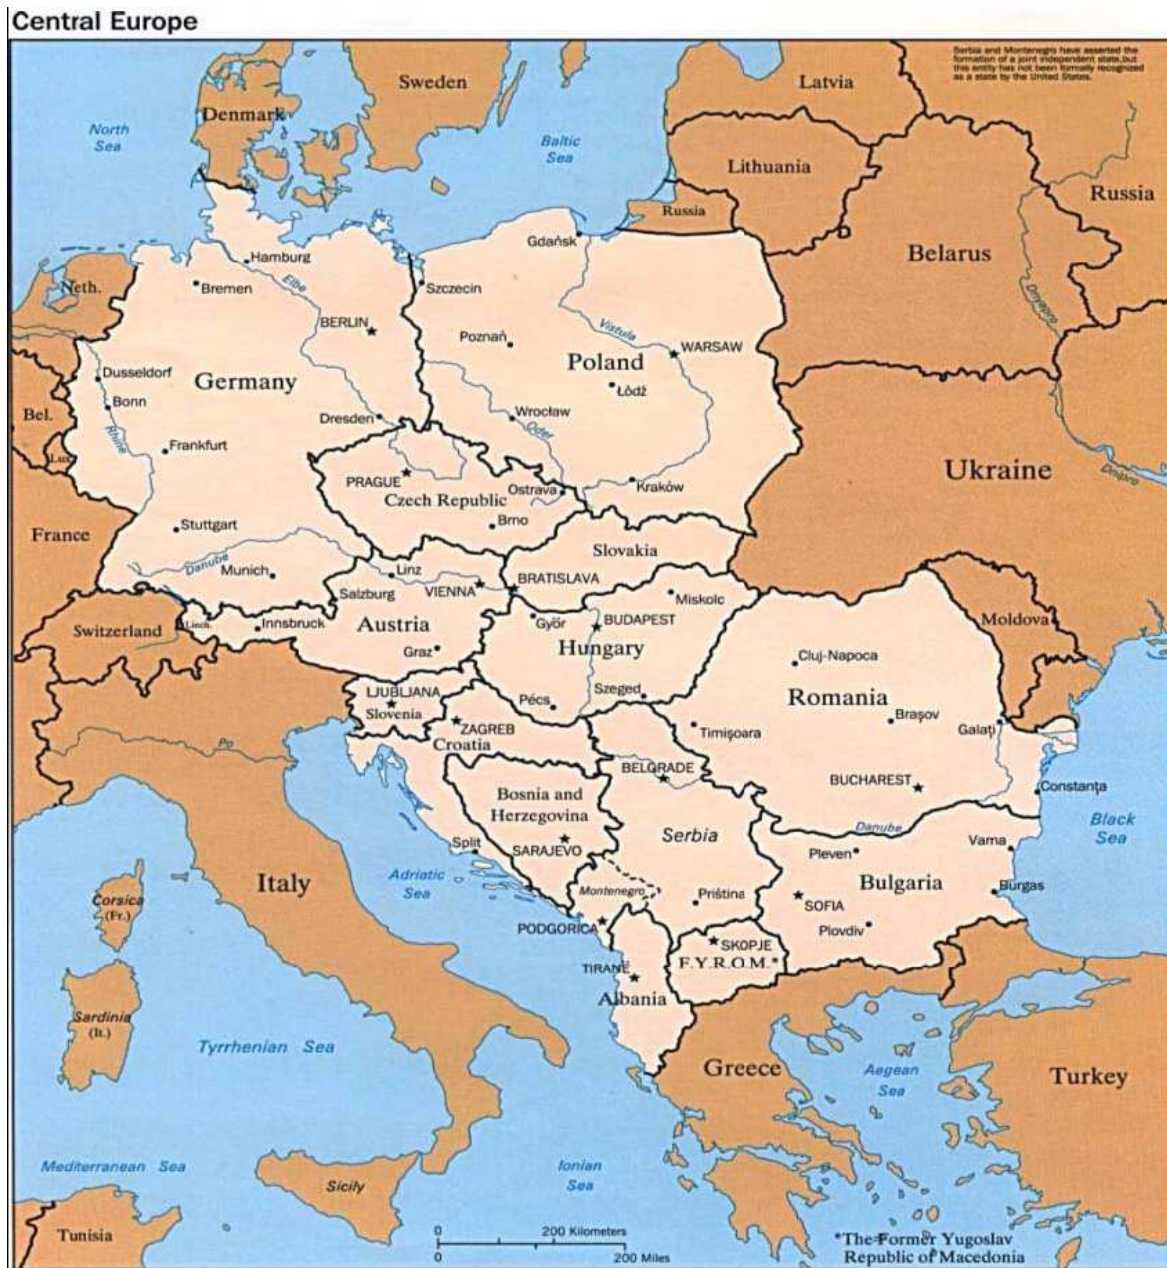 Central Europe
Serbia and Montenegro have asserted the
formation of a joint independent state,but
this entity has not been formally recognized
as a state by the United States.
Sweden
Latvia
Denmark
North
Sea
Baltic
Sea
Lithuania
Russia
Russia
Gdańsk
Belarus
Hamburg
Neth.
Elbe
Bremen
Szczecin
Dnyapro
BERLIN
Vistula
Poznań
WARSAW
Poland
Dusseldorf
Germany
Łódź
Bonn
Bel.
Dresden
Wrocław
Oder
Rhine
Frankfurt
Lux.
Ukraine
Dnipro
PRAGUE
Czech Republic
Ostrava
Kraków
Brno
Stuttgart
France
Slovakia
Danube
Munich
Linz
BRATISLAVA
Salzburg
VIENNA
Miskolc
Liech.
Innsbruck
Switzerland
Austria
Györ
BUDAPEST
Moldova
Graz
Hungary
Cluj-Napoca
LJUBLJANA
Slovenia
Pécs
Szeged
Romania
Brașov
Galați
ZAGREB
Croatia
Timișoara
Po
BELGRADE
BUCHAREST
Constanța
Bosnia and
Herzegovina
Black
Sea
Danube
Serbia
Split
SARAJEVO
Varna
Pleven
Adriatic
Sea
Italy
Montenegro
Bulgaria
Burgas
Corsica
(Fr.)
Priština
SOFIA
PODGORICA
Plovdiv
SKOPJE
F.Y.R.O.M.*
TIRANË
Albania
Sardinia
(It.)
Tyrrhenian Sea
Greece
Aegean
Sea
Turkey
Mediterranean Sea
Ionian
Sea
Sicily
Tunisia
0 200 Kilometers
0 200 Miles
*The Former Yugoslav
Republic of Macedonia